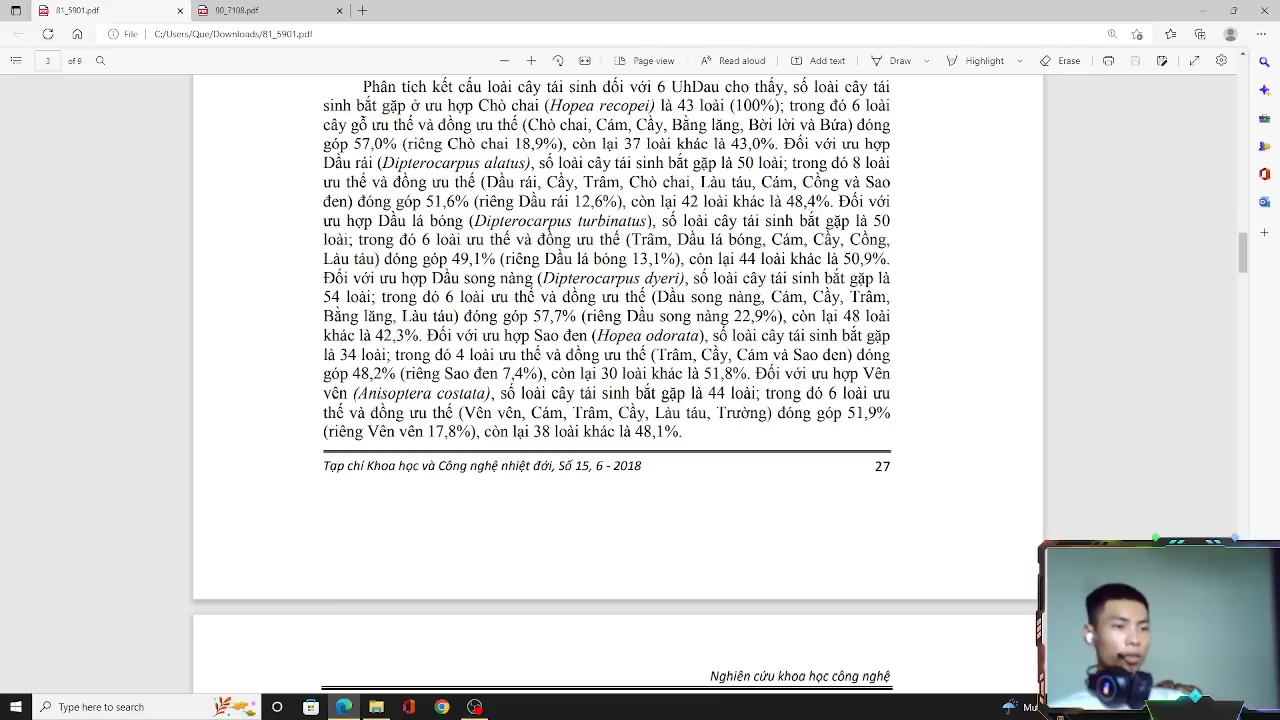 81_5901.pdf
90_7108.pdf
File
C:/Users/Que/Downloads/81_5901.pdf
3 of 9
Page view
Read aloud
Add text
Draw
Highlight
Erase
Phân tích kết cấu loài cây tái sinh đối với 6 UhDau cho thấy, số loài cây tái
sinh bắt gặp ở ưu hợp Chò chai (Hopea recopei) là 43 loài (100%); trong đó 6 loài
cây gỗ ưu thế và đồng ưu thế (Chò chai, Cám, Cầy, Bằng lăng, Bời lời và Bứa) đóng
góp 57,0% (riêng Chò chai 18,9%), còn lại 37 loài khác là 43,0%. Đối với ưu hợp
Dầu rái (Dipterocarpus alatus), số loài cây tái sinh bắt gặp là 50 loài; trong đó 8 loài
ưu thế và đồng ưu thế (Dầu rái, Cầy, Trâm, Chò chai, Làu táu, Cám, Cồng và Sao
đen) đóng góp 51,6% (riêng Dầu rái 12,6%), còn lại 42 loài khác là 48,4%. Đối với
ưu hợp Dầu lá bóng (Dipterocarpus turbinatus), số loài cây tái sinh bắt gặp là 50
loài; trong đó 6 loài ưu thế và đồng ưu thế (Trâm, Dầu lá bóng, Cám, Cầy, Cồng,
Làu táu) đóng góp 49,1% (riêng Dầu lá bóng 13,1%), còn lại 44 loài khác là 50,9%.
Đối với ưu hợp Dầu song nàng (Dipterocarpus dyeri), số loài cây tái sinh bắt gặp là
54 loài; trong đó 6 loài ưu thế và đồng ưu thế (Dầu song nàng, Cám, Cầy, Trâm,
Bằng lăng, Làu táu) đóng góp 57,7% (riêng Dầu song nàng 22,9%), còn lại 48 loài
khác là 42,3%. Đối với ưu hợp Sao đen (Hopea odorata), số loài cây tái sinh bắt gặp
là 34 loài; trong đó 4 loài ưu thế và đồng ưu thế (Trâm, Cầy, Cám và Sao đen) đóng
góp 48,2% (riêng Sao đen 7,4%), còn lại 30 loài khác là 51,8%. Đối với ưu hợp Vên
vên (Anisoptera costata), số loài cây tái sinh bắt gặp là 44 loài; trong đó 6 loài ưu
thế và đồng ưu thế (Vên vên, Cám, Trâm, Cầy, Làu táu, Trường) đóng góp 51,9%
(riêng Vên vên 17,8%), còn lại 38 loài khác là 48,1%.
Tạp chí Khoa học và Công nghệ nhiệt đới, Số 15, 6 - 2018
27
Nghiên cứu khoa học công nghệ
Type here to search